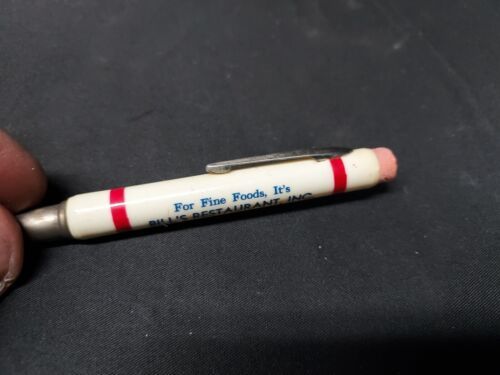 For Fine Foods, It's
BILL'S RESTAURANT, INC.